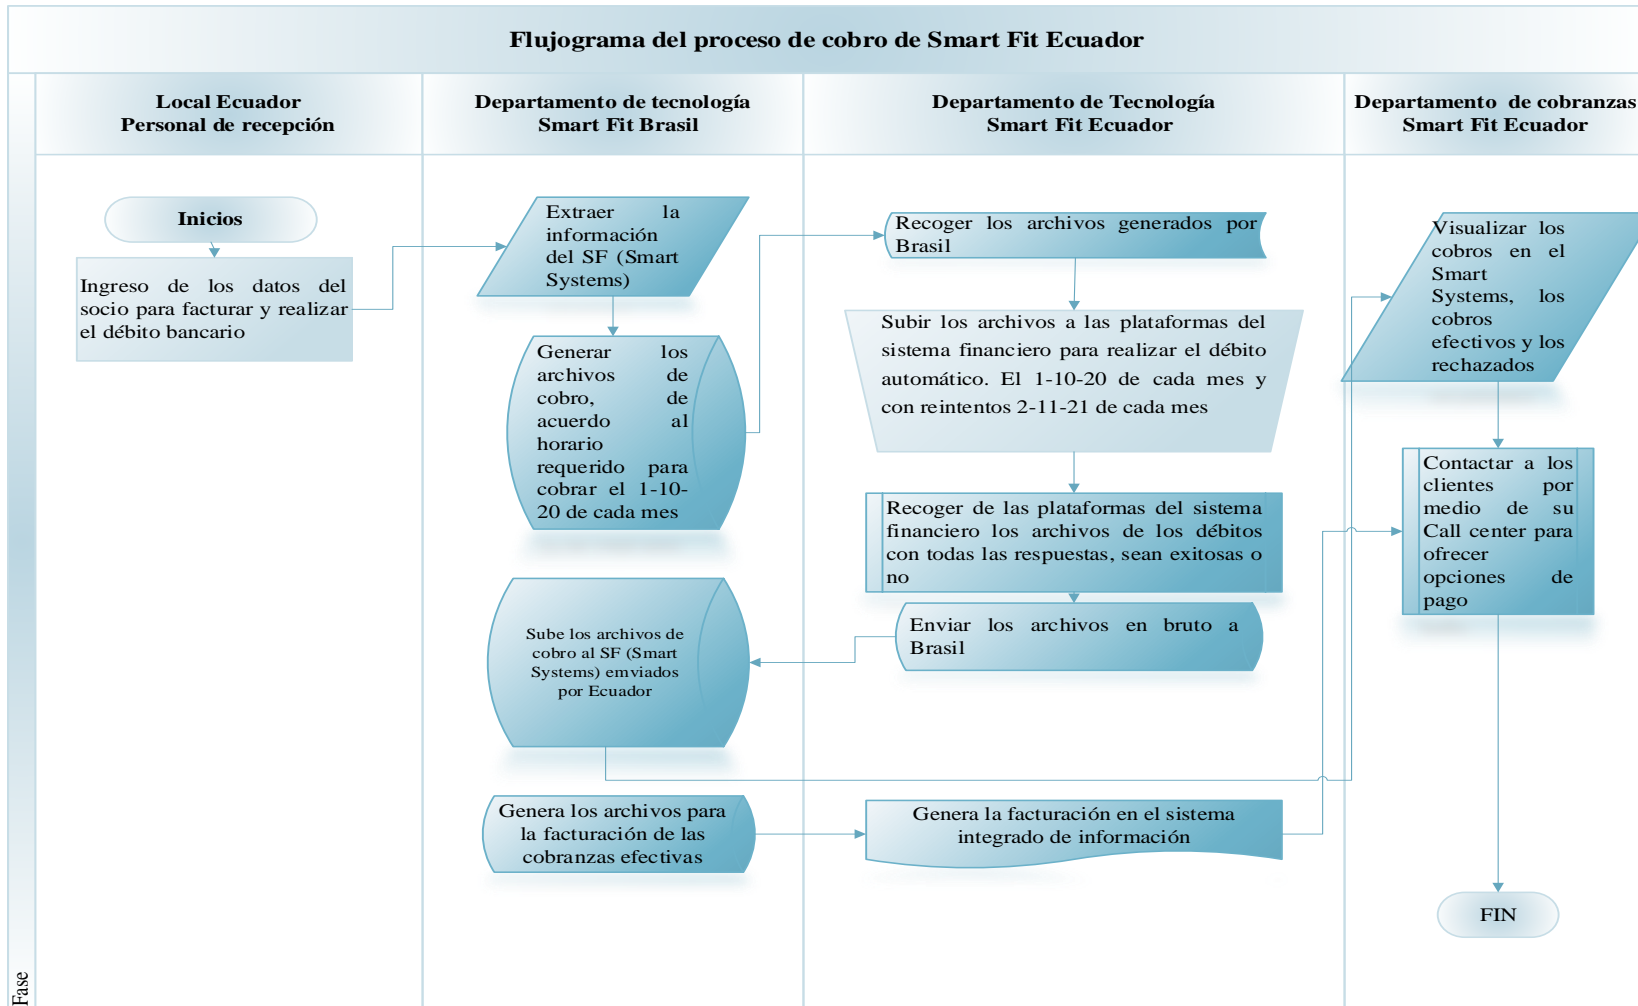 Flujograma del proceso de cobro de Smart Fit Ecuador
Local Ecuador
Personal de recepción
Departamento de tecnología
Smart Fit Brasil
Departamento de Tecnología
Smart Fit Ecuador
Departamento de cobranzas
Smart Fit Ecuador
Inicios
Ingreso de los datos del
socio para facturar y realizar
el débito bancario
Extraer la
información
del SF (Smart
Systems)
Generar los
archivos de
cobro, de
acuerdo al
horario
requerido para
cobrar el 1-10-
20 de cada mes
Recoger los archivos generados por
Brasil
Subir los archivos a las plataformas del
sistema financiero para realizar el débito
automático. El 1-10-20 de cada mes y
con reintentos 2-11-21 de cada mes
Recoger de las plataformas del sistema
financiero los archivos de los débitos
con todas las respuestas, sean exitosas o
no
Enviar los archivos en bruto a
Brasil
Sube los archivos de
cobro al SF (Smart
Systems) emviados
por Ecuador
Genera los archivos para
la facturación de las
cobranzas efectivas
Genera la facturación en el sistema
integrado de información
Visualizar los
cobros en el
Smart
Systems, los
cobros
efectivos y los
rechazados
Contactar a los
clientes por
medio de su
Call center para
ofrecer
opciones de
pago
FIN
Fase